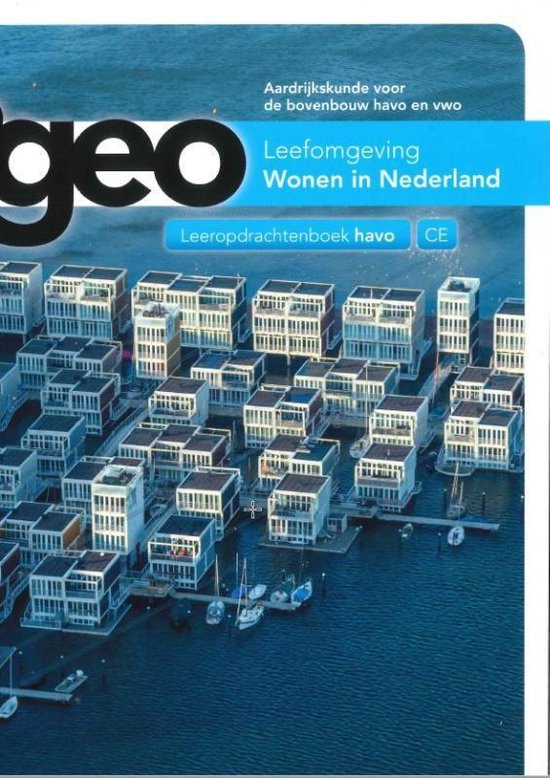 Aardrijkskunde voor
de bovenbouw havo en vwo
geo
Leefomgeving
Wonen in Nederland
Leeropdrachtenboek havo CE